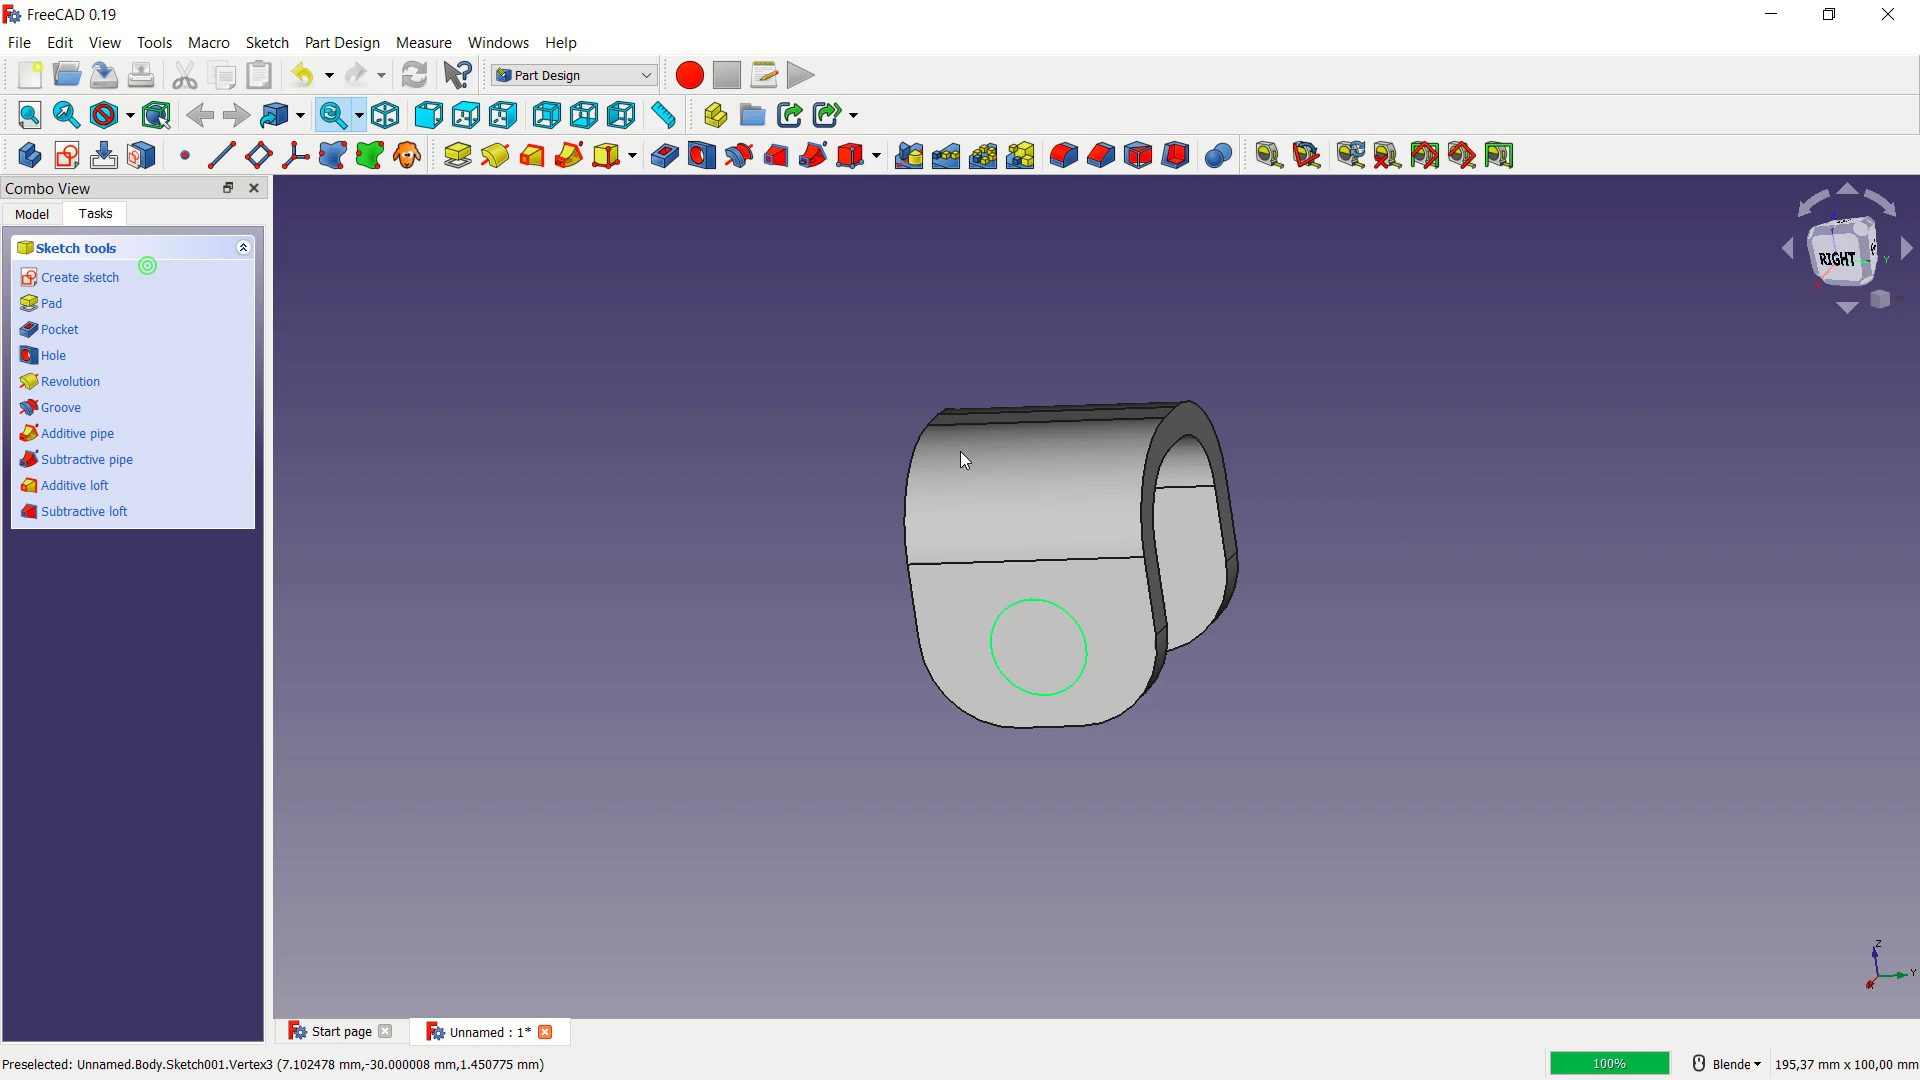 FreeCAD 0.19
File Edit View Tools Macro Sketch Part Design Measure Windows Help
Part Design
Combo View
Model Tasks
Sketch tools
Create sketch
Pad
Pocket
Hole
Revolution
Groove
Additive pipe
Subtractive pipe
Additive loft
Subtractive loft
RIGHT
Z
Y
Z
Y
Start page
Unnamed : 1*
Preselected: Unnamed.Body.Sketch001.Vertex3 (7.102478 mm,-30.000008 mm,1.450775 mm)
100%
Blende
195,37 mm x 100,00 mm